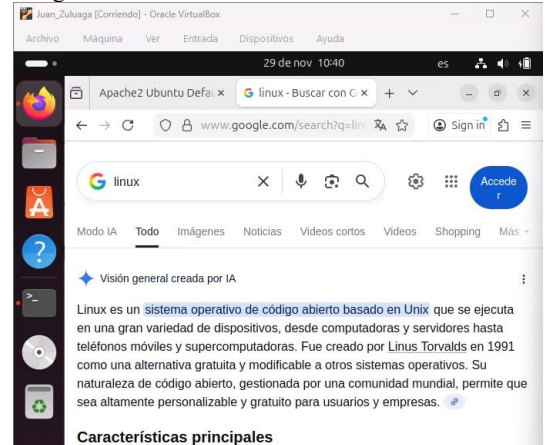 Juan_Zuluaga [Corriendo] - Oracle VirtualBox
Archivo Máquina Ver Entrada Dispositivos Ayuda
29 de nov 10:40 es
Apache2 Ubuntu Defau
linux - Buscar con G
www.google.com/search?q=lin
Sign in
linux
Accede
r
Modo IA Todo Imágenes Noticias Videos cortos Videos Shopping Más
Visión general creada por IA
Linux es un sistema operativo de código abierto basado en Unix que se ejecuta
en una gran variedad de dispositivos, desde computadoras y servidores hasta
teléfonos móviles y supercomputadoras. Fue creado por Linus Torvalds en 1991
como una alternativa gratuita y modificable a otros sistemas operativos. Su
naturaleza de código abierto, gestionada por una comunidad mundial, permite que
sea altamente personalizable y gratuito para usuarios y empresas.
Características principales